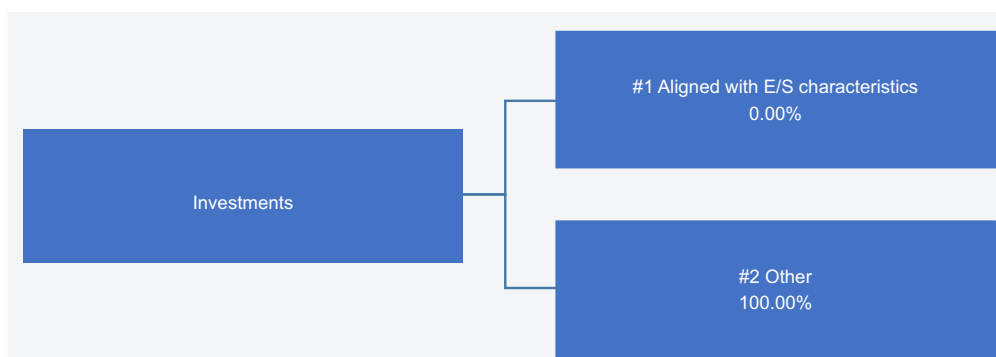 Investments
#1 Aligned with E/S characteristics
0.00%
#2 Other
100.00%